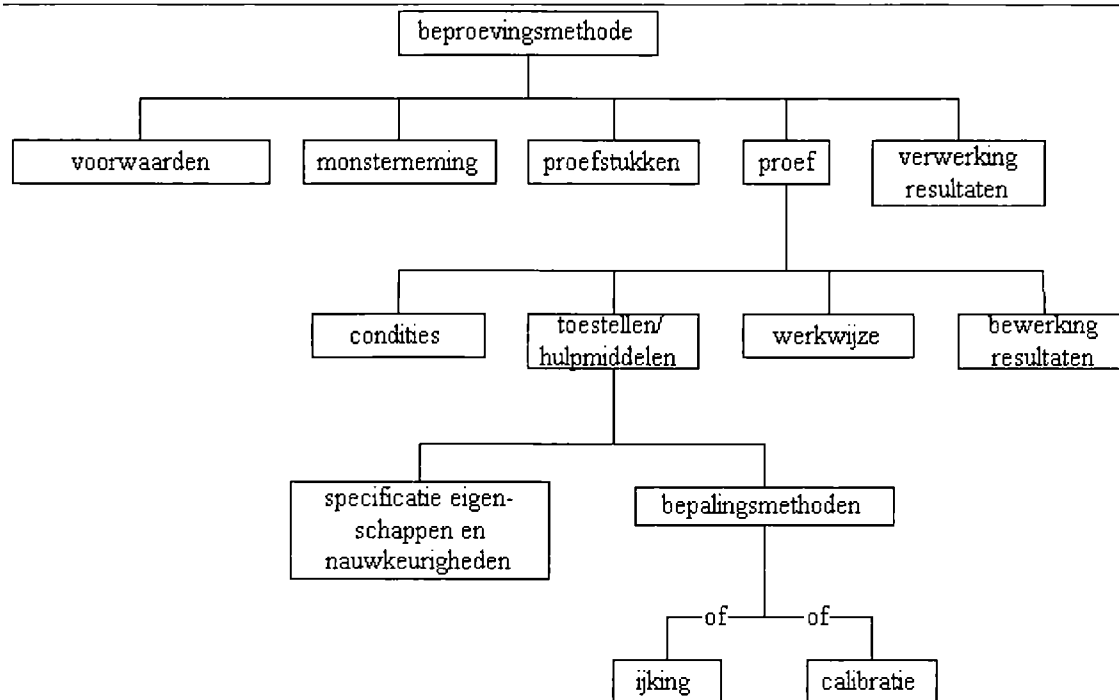 beproevingsmethode
voorwaarden
monsterneming
proefstukken
proef
verwerking
resultaten
condities
toestellen/
hulpmiddelen
werkwijze
bewerking
resultaten
specificatie eigen-
schappen en
nauwkeurigheden
bepalingsmethoden
of
of
ijking
calibratie